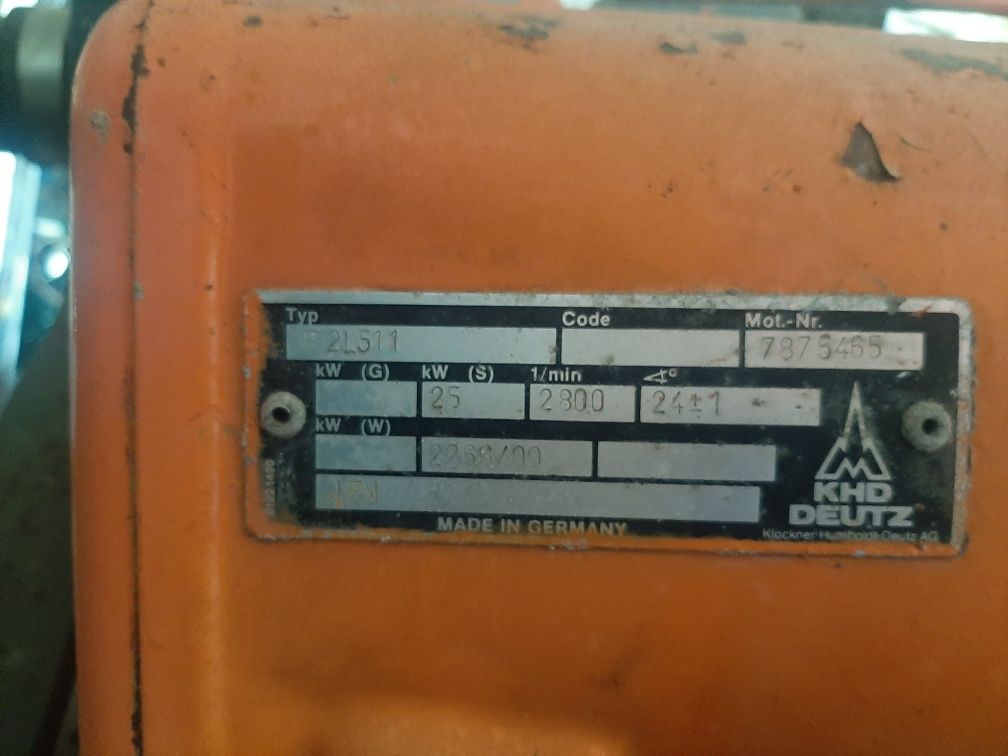 Typ Code Mot.-Nr.
2L511 7875465
kW (G) kW (S) 1/min ∢°
25 2800 24±1
kW (W)
2268/09
KHD
DEUTZ
MADE IN GERMANY
Klöckner-Humboldt-Deutz AG